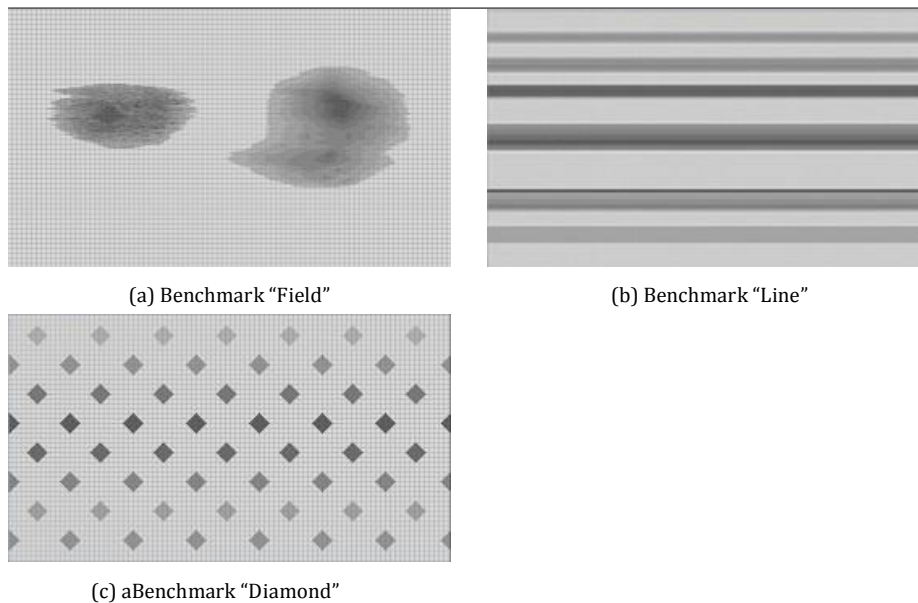 (a) Benchmark “Field”
(b) Benchmark “Line”
(c) aBenchmark “Diamond”